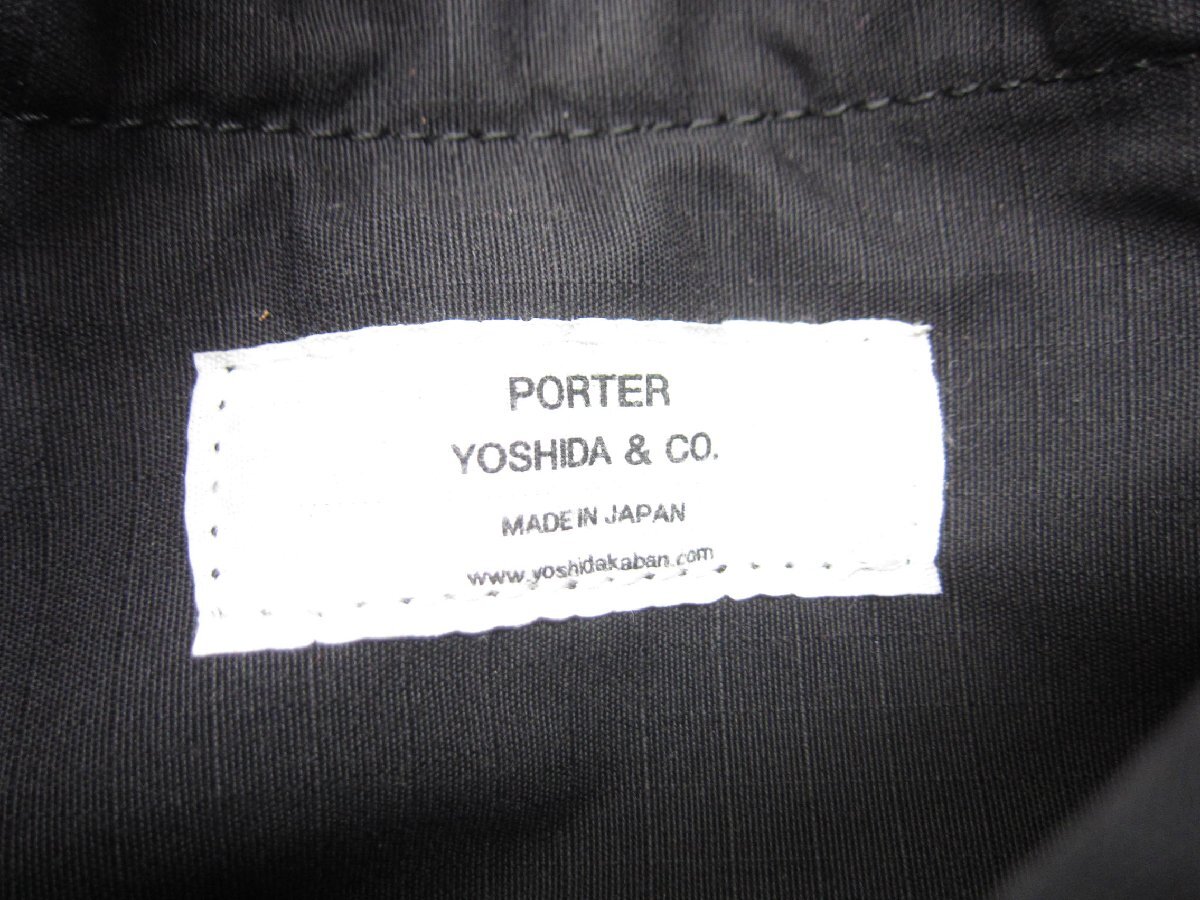 PORTER
YOSHIDA & CO.
MADE IN JAPAN
www.yoshidakaban.com